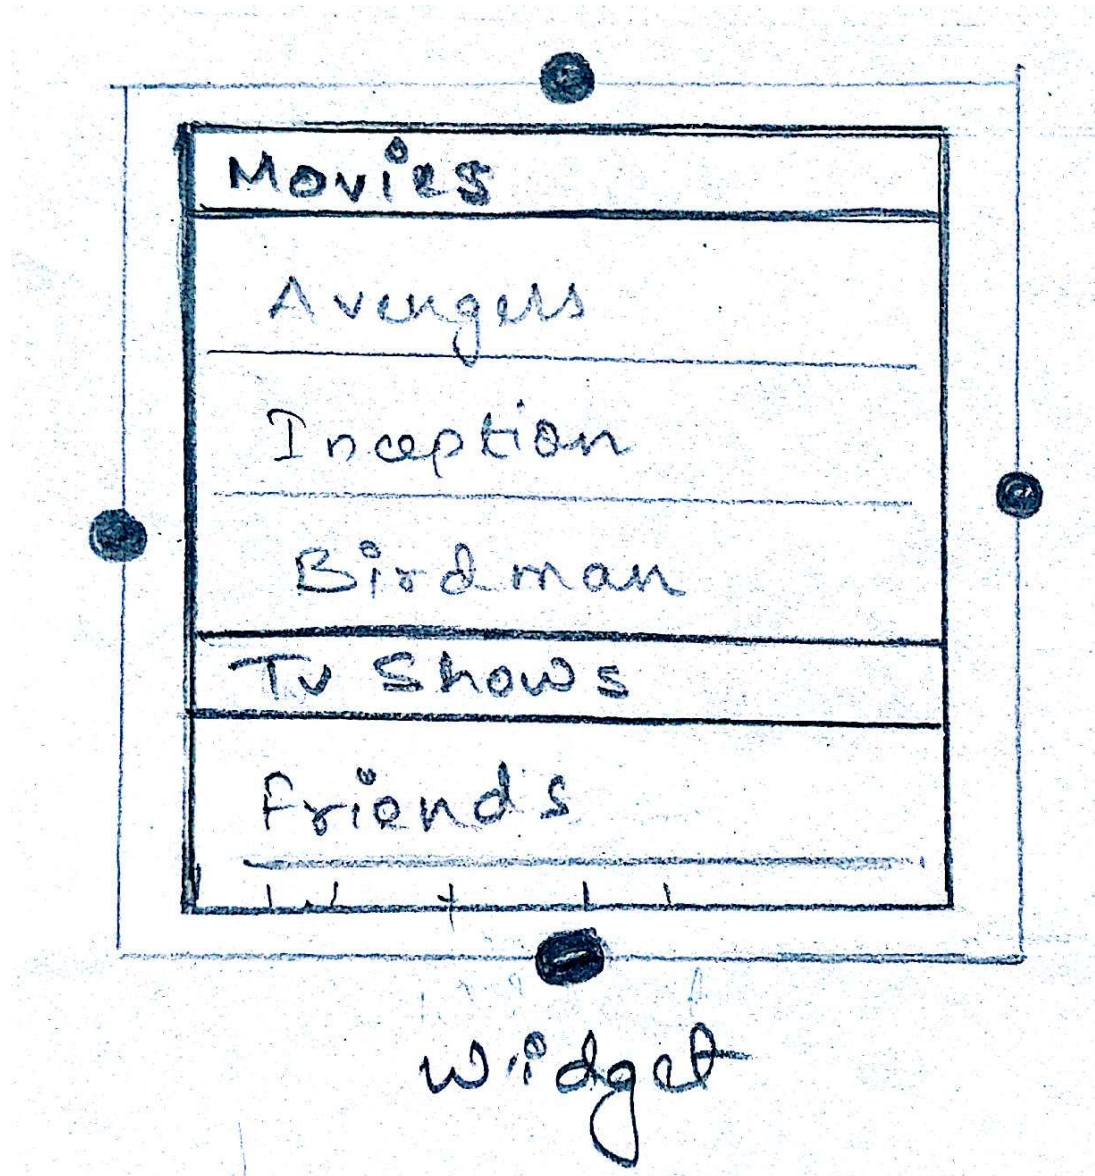 Movies
Avengers
Inception
Birdman
Tv Shows
Friends
Widget